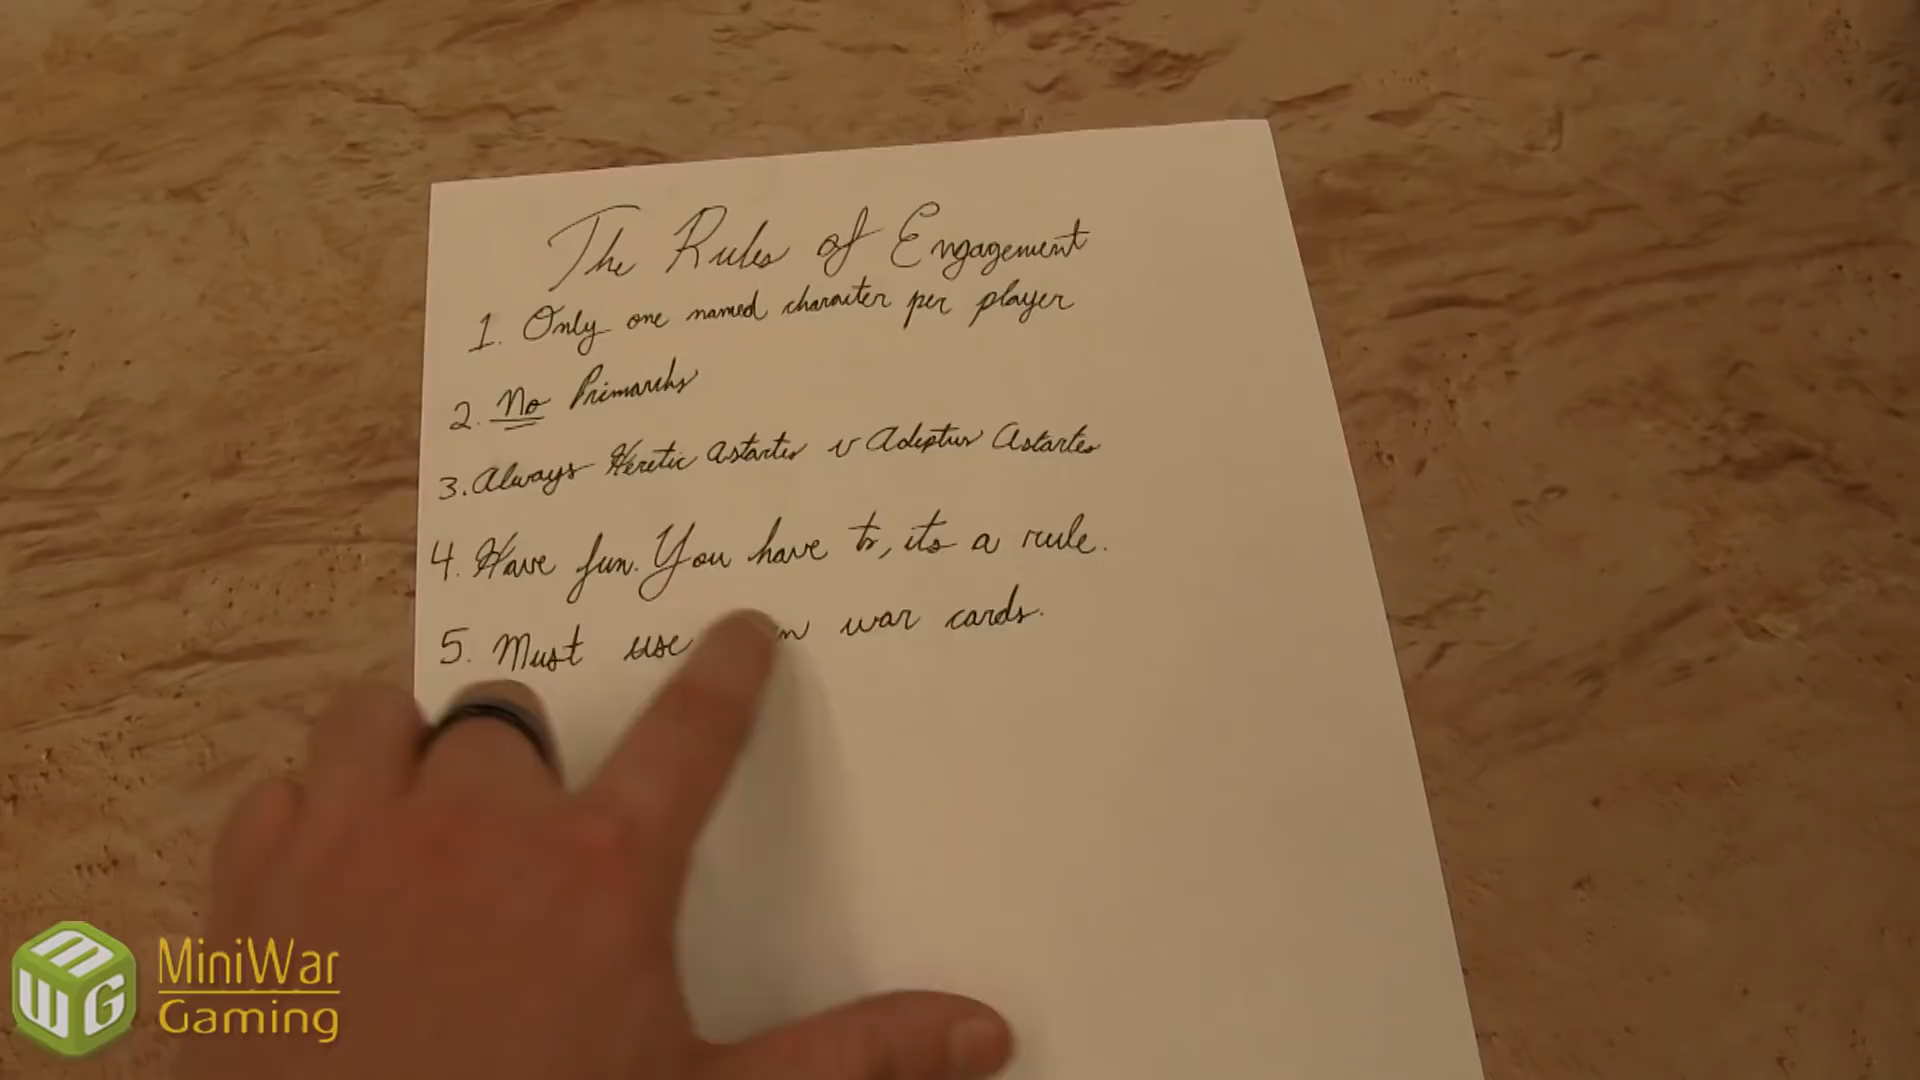 The Rules of Engagement
1. Only one named character per player
2. No Primarchs
3. Always Heretic Astartes v Adeptus Astartes
4. Have fun. You have to, its a rule.
5. Must use war cards.
MWG
MiniWar
Gaming